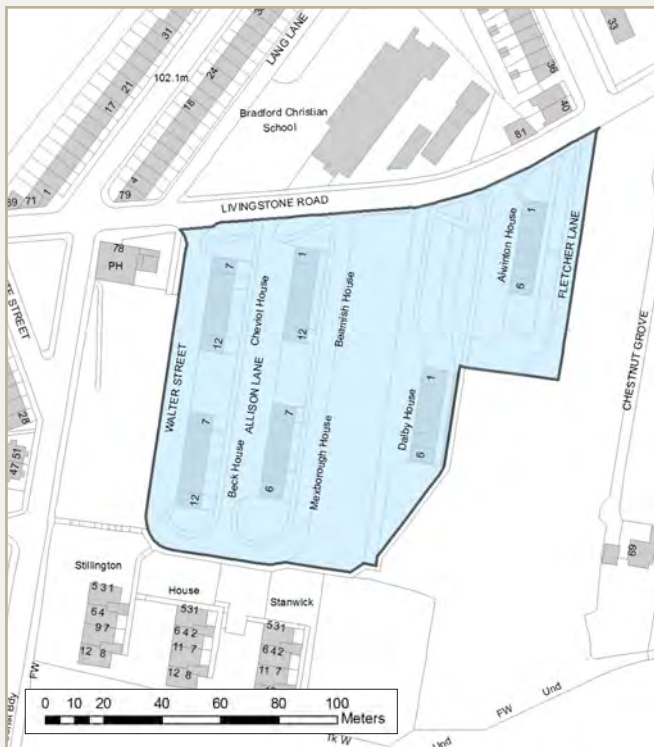 31
21
17
102.1m
24
18
LANG LANE
Bradford Christian
School
33
36
40
81
4
79
1
71
LIVINGSTONE ROAD
78
PH
1
Alwinton House
6
FLETCHER LANE
7
Cheviot House
12
1
Beamish House
12
CHESTNUT GROVE
WALTER STREET
ALLISON LANE
1
Dalby House
6
28
47 51
7
Beck House
12
7
Mexborough House
6
69
Stillington
House
Stanwick
5 3 1
6 4
9 7
12 8
5 3 1
6 4 2
11 7
12 8
5 3 1
6 4 2
11 7
FW
Und
FW
Und
Tk W
0 10 20 40 60 80 100
Meters